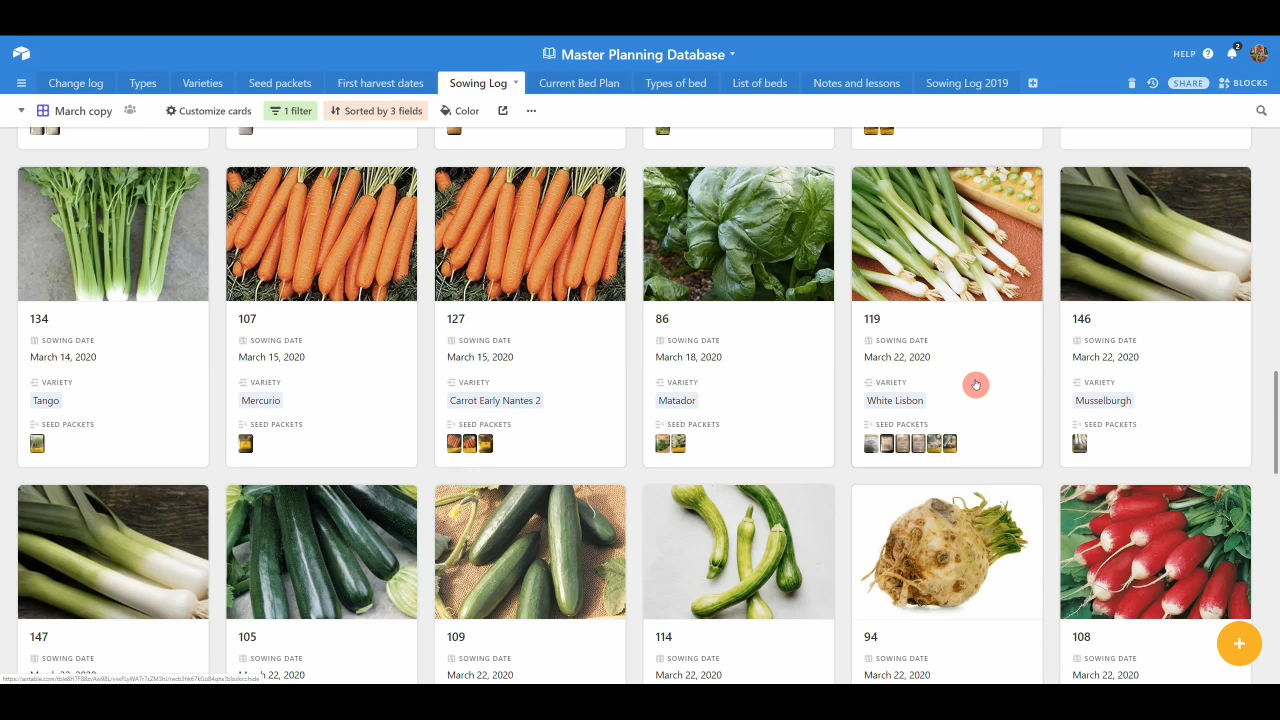 Master Planning Database
HELP
2
Change log
Types
Varieties
Seed packets
First harvest dates
Sowing Log
Current Bed Plan
Types of bed
List of beds
Notes and lessons
Sowing Log 2019
SHARE
BLOCKS
March copy
Customize cards
1 filter
Sorted by 3 fields
Color
134
107
127
86
119
146
SOWING DATE
SOWING DATE
SOWING DATE
SOWING DATE
SOWING DATE
SOWING DATE
March 14, 2020
March 15, 2020
March 15, 2020
March 18, 2020
March 22, 2020
March 22, 2020
VARIETY
VARIETY
VARIETY
VARIETY
VARIETY
VARIETY
Tango
Mercurio
Carrot Early Nantes 2
Matador
White Lisbon
Musselburgh
SEED PACKETS
SEED PACKETS
SEED PACKETS
SEED PACKETS
SEED PACKETS
SEED PACKETS
147
105
109
114
94
108
SOWING DATE
SOWING DATE
SOWING DATE
SOWING DATE
SOWING DATE
SOWING DATE
March 22, 2020
March 22, 2020
March 22, 2020
March 22, 2020
March 22, 2020